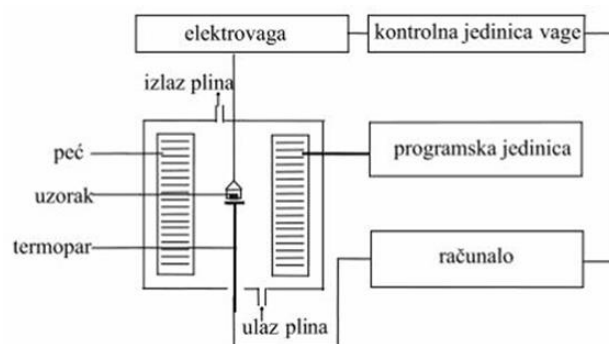 elektrovaga
kontrolna jedinica vage
izlaz plina
peć
programska jedinica
uzorak
termopar
računalo
ulaz plina